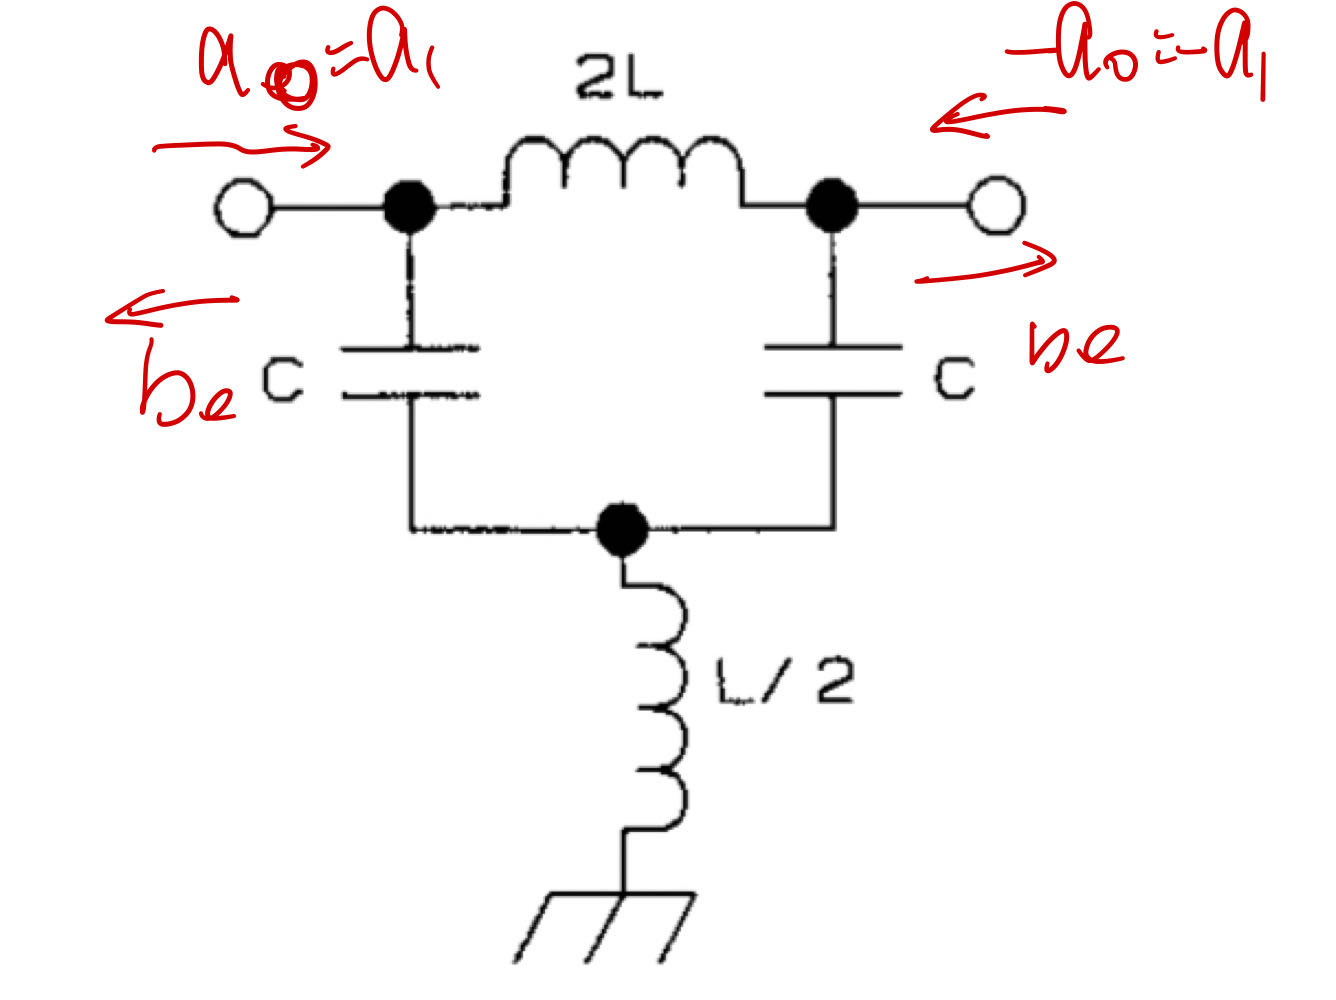 a₀=a₁
-a₀=-a₁
2L
be
C
C
be
L/2